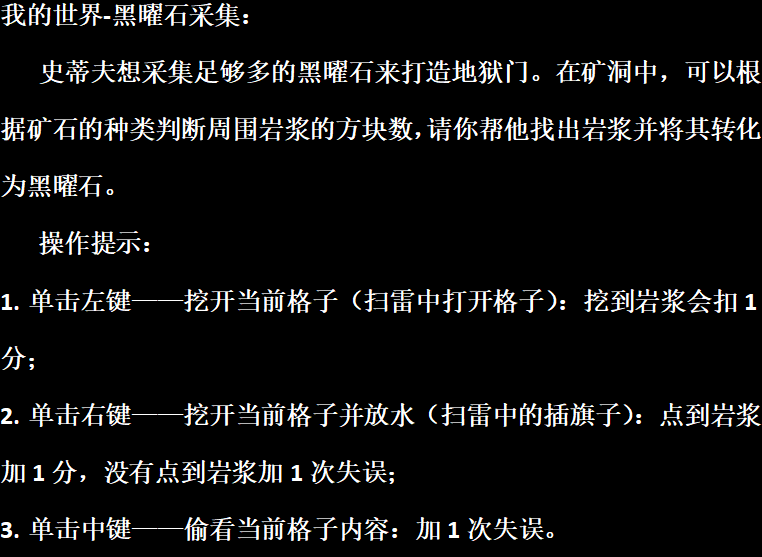 我的世界-黑曜石采集：
史蒂夫想采集足够多的黑曜石来打造地狱门。在矿洞中，可以根
据矿石的种类判断周围岩浆的方块数，请你帮他找出岩浆并将其转化
为黑曜石。
操作提示：
1. 单击左键——挖开当前格子（扫雷中打开格子）：挖到岩浆会扣 1
分；
2. 单击右键——挖开当前格子并放水（扫雷中的插旗子）：点到岩浆
加 1 分，没有点到岩浆加 1 次失误；
3. 单击中键——偷看当前格子内容：加 1 次失误。